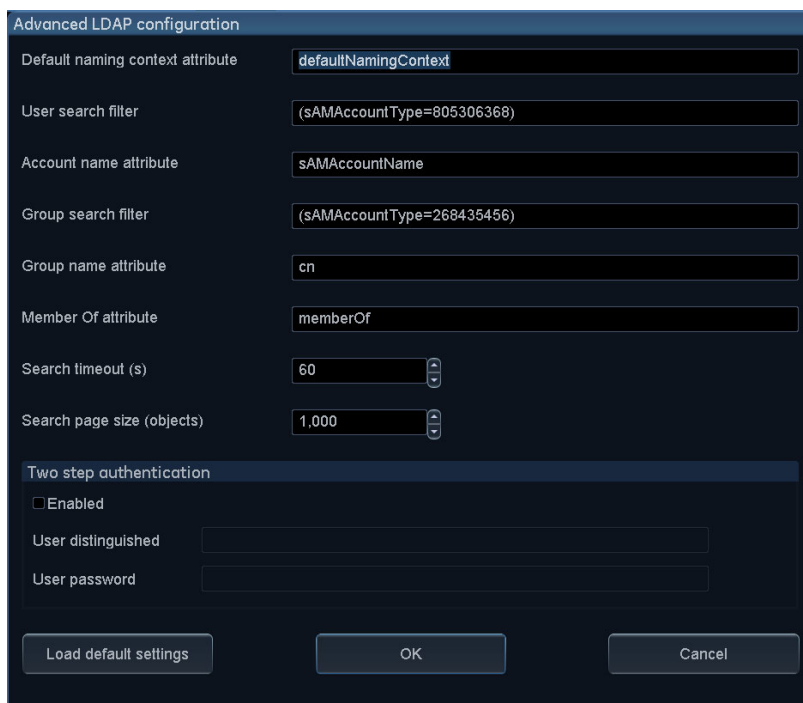 Advanced LDAP configuration
Default naming context attribute defaultNamingContext
User search filter (sAMAccountType=805306368)
Account name attribute sAMAccountName
Group search filter (sAMAccountType=268435456)
Group name attribute cn
Member Of attribute memberOf
Search timeout (s) 60
Search page size (objects) 1,000
Two step authentication
Enabled
User distinguished
User password
Load default settings OK Cancel